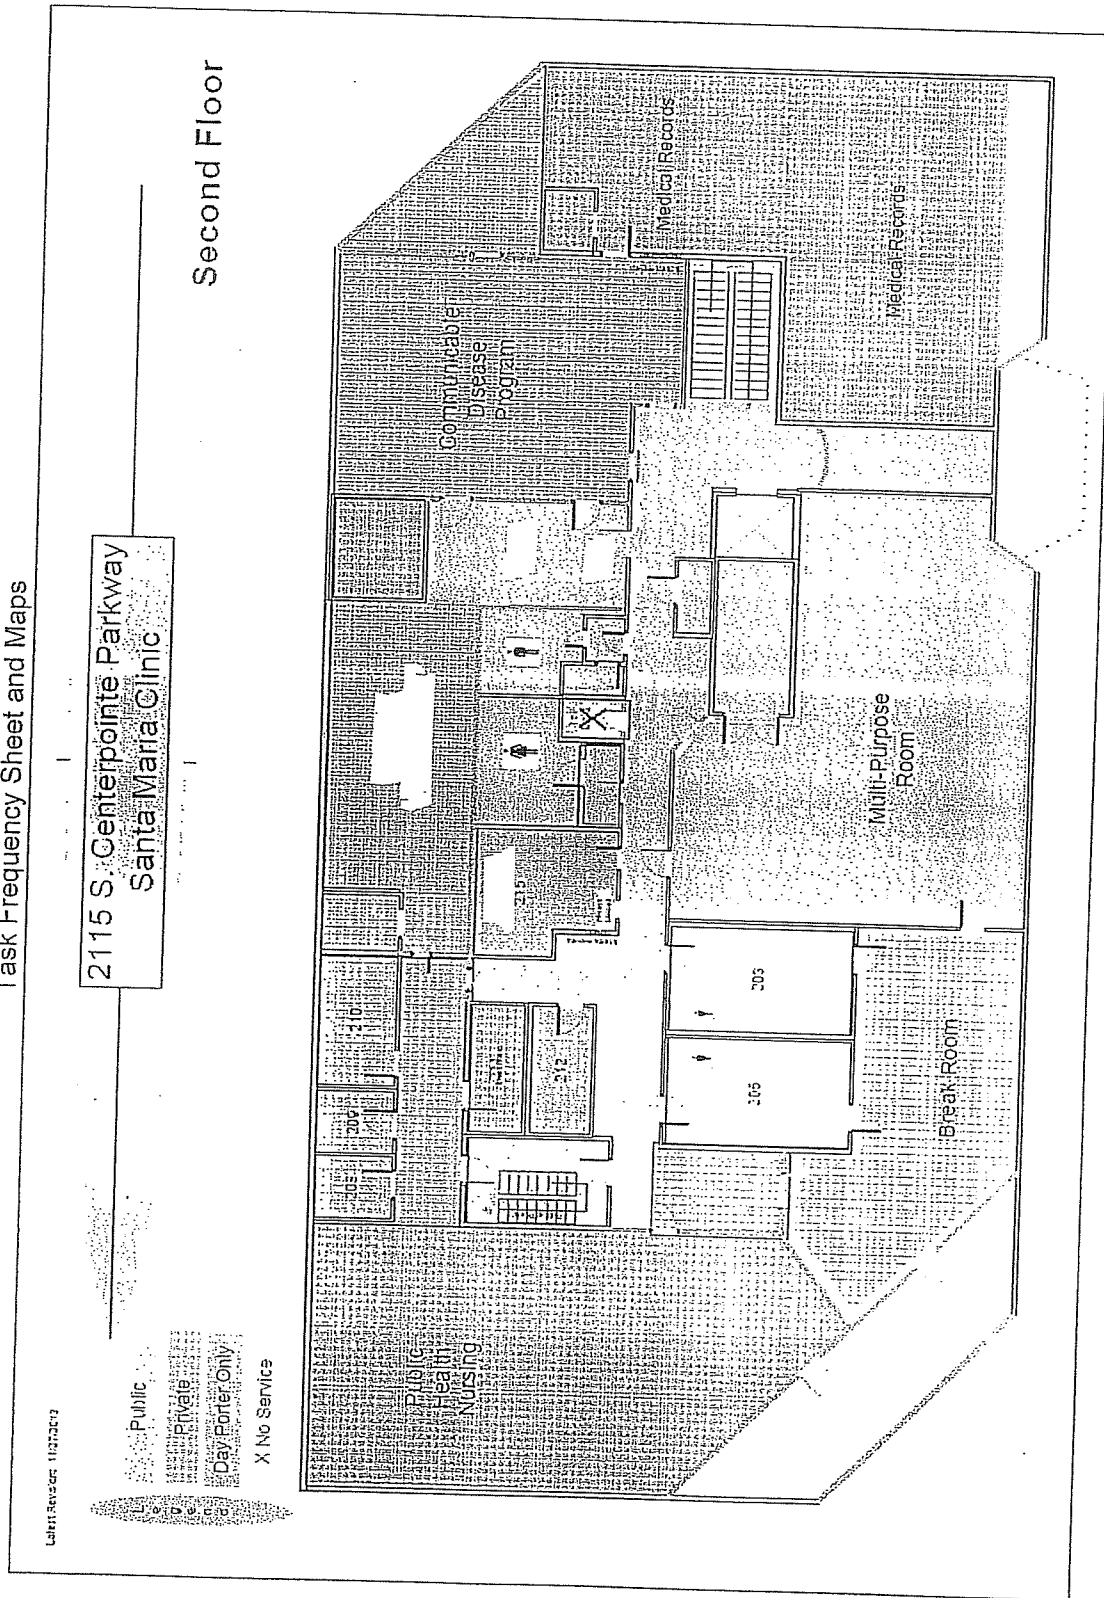 Task Frequency Sheet and Maps
2115 S. Centerpointe Parkway
Santa Maria Clinic
Second Floor
Legend
Public
Private
Day Porter Only
X No Service
Public
Health
Nursing
209
210
212
215
Communicable
Disease
Program
Medical Records
Medical Records
Multi-Purpose
Room
Break Room
303
305